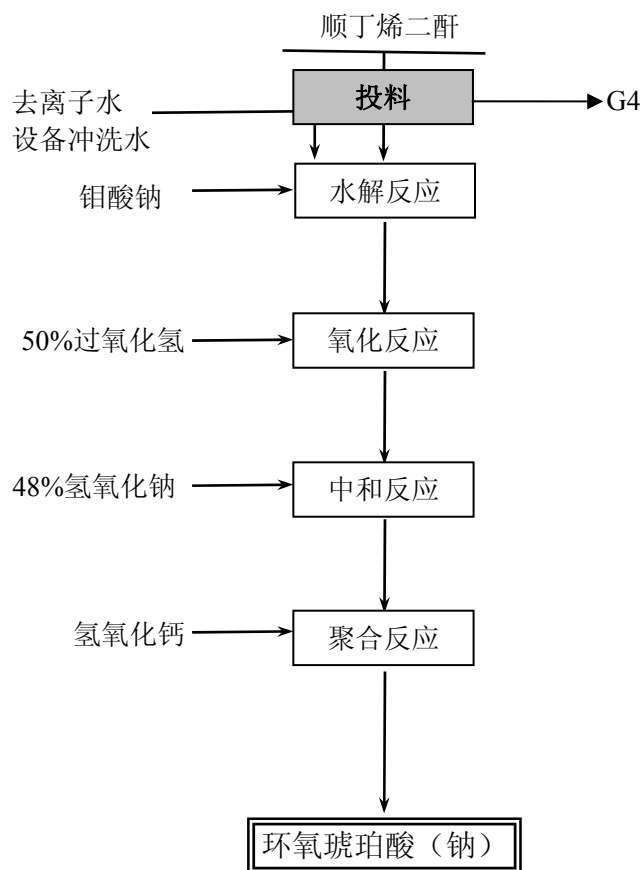 顺丁烯二酐
投料
G4
去离子水
设备冲洗水
钼酸钠
水解反应
50%过氧化氢
氧化反应
48%氢氧化钠
中和反应
氢氧化钙
聚合反应
环氧琥珀酸（钠）